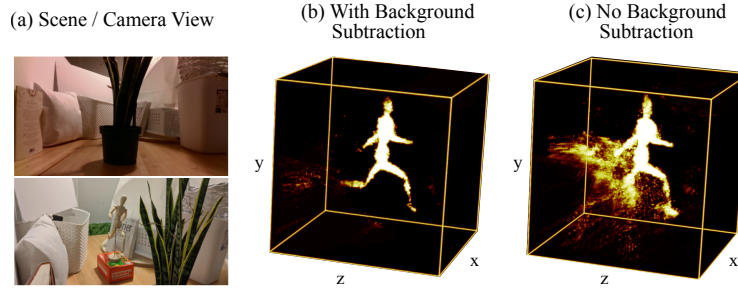 (a) Scene / Camera View
(b) With Background
Subtraction
(c) No Background
Subtraction
y
z
x
y
z
x